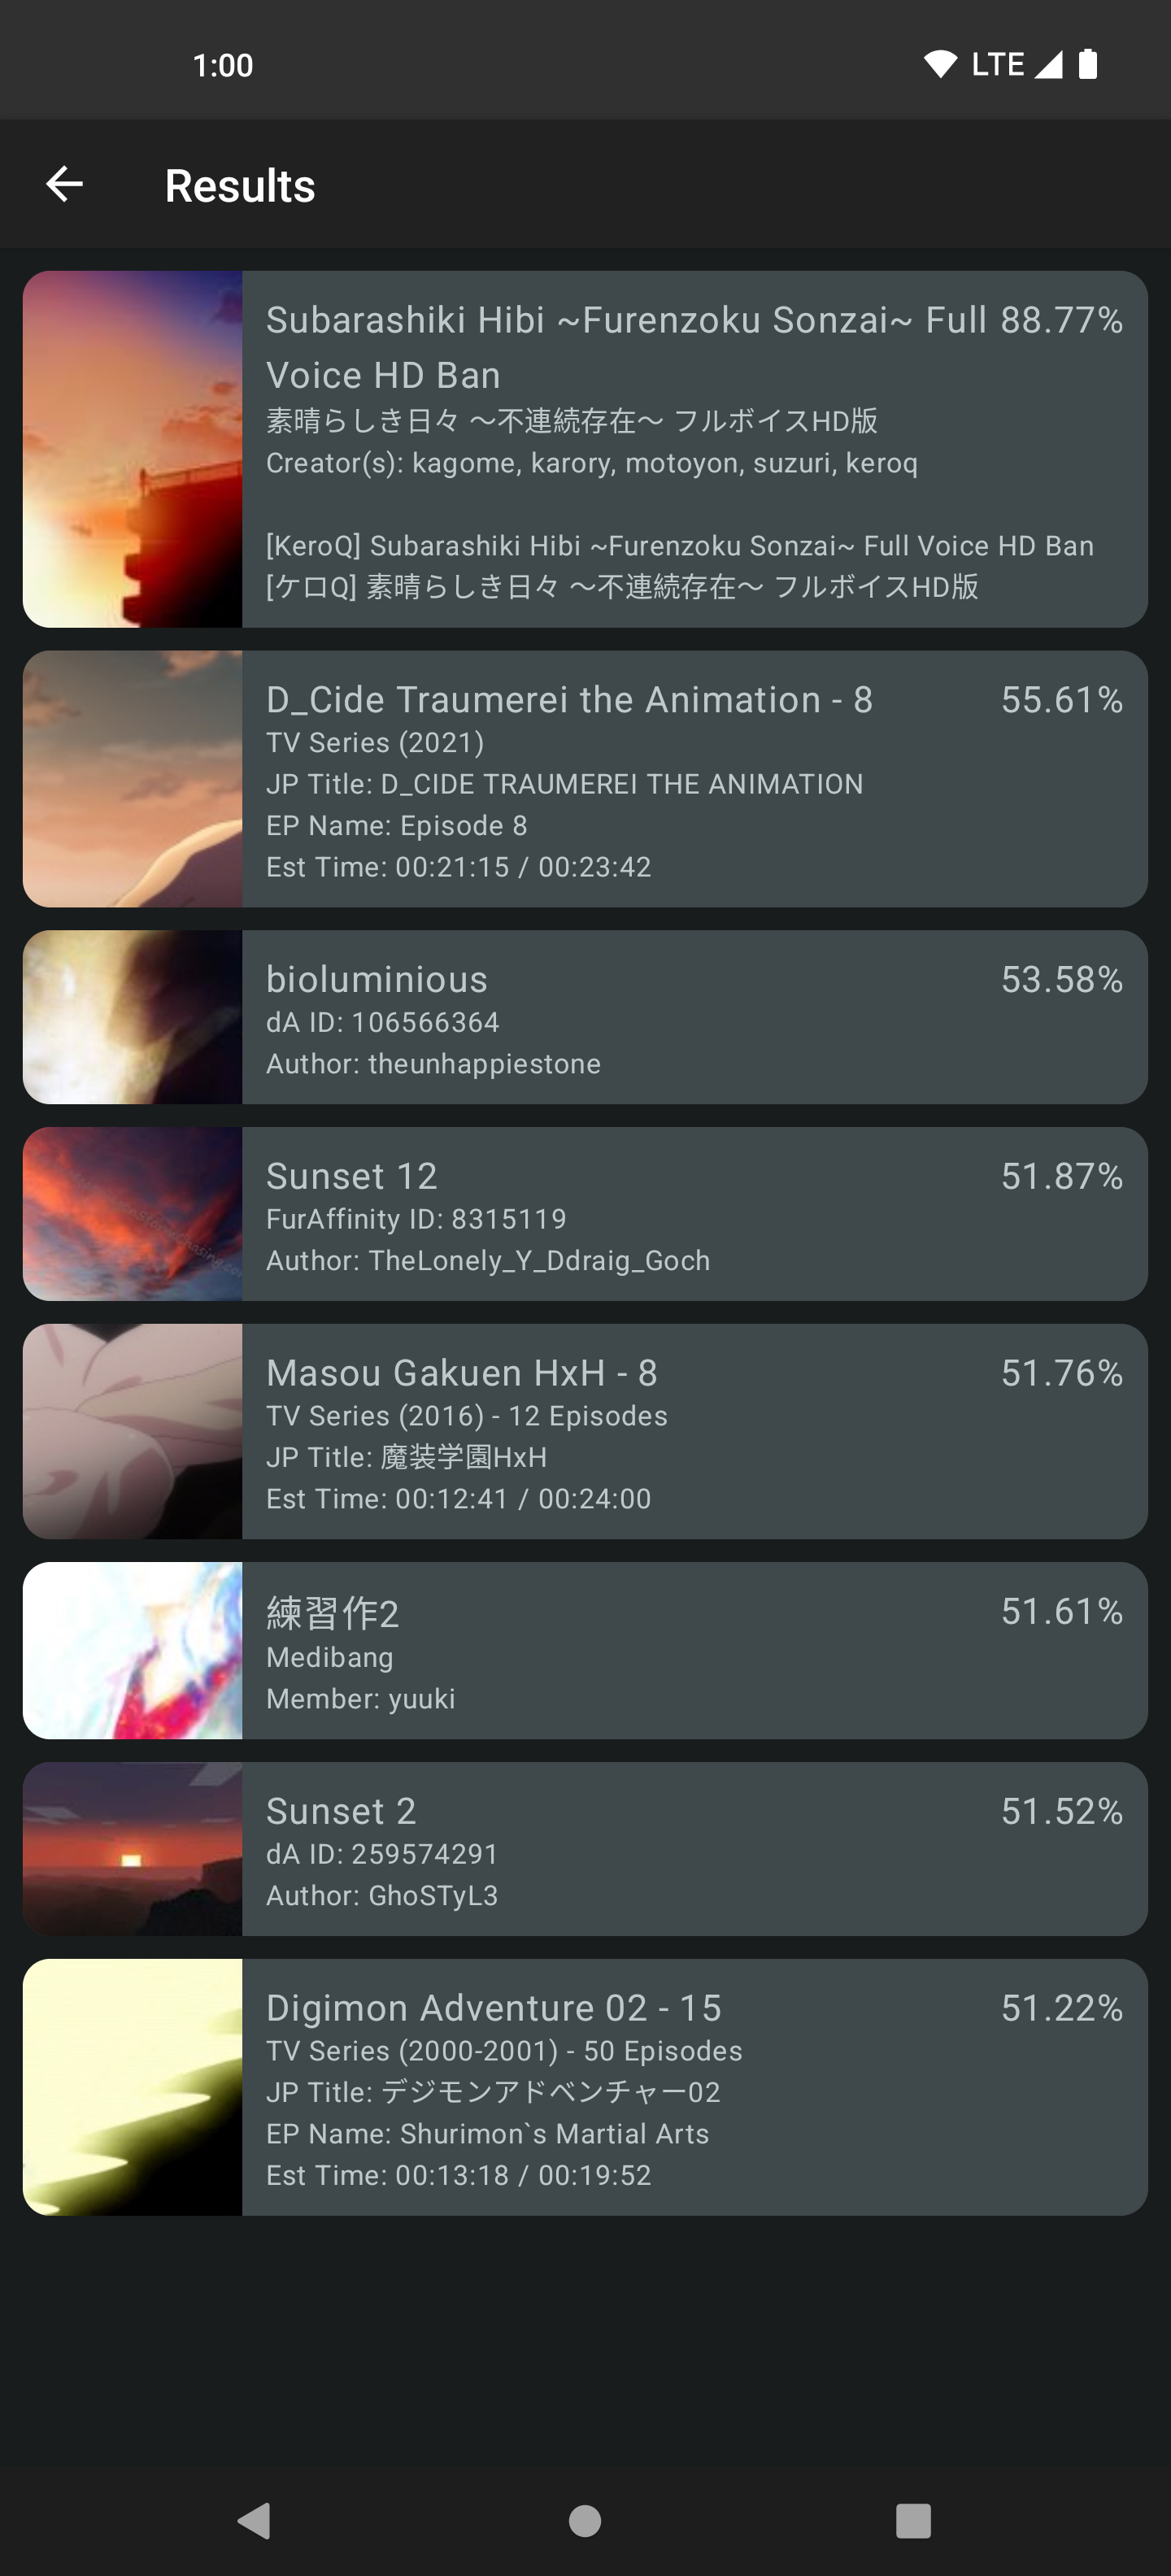 1:00
LTE
Results
Subarashiki Hibi ~Furenzoku Sonzai~ Full 88.77%
Voice HD Ban
素晴らしき日々 ～不連続存在～ フルボイスHD版
Creator(s): kagome, karory, motoyon, suzuri, keroq
[KeroQ] Subarashiki Hibi ~Furenzoku Sonzai~ Full Voice HD Ban
[ケロQ] 素晴らしき日々 ～不連続存在～ フルボイスHD版
D_Cide Traumerei the Animation - 8 55.61%
TV Series (2021)
JP Title: D_CIDE TRAUMEREI THE ANIMATION
EP Name: Episode 8
Est Time: 00:21:15 / 00:23:42
bioluminious 53.58%
dA ID: 106566364
Author: theunhappiestone
Sunset 12 51.87%
FurAffinity ID: 8315119
Author: TheLonely_Y_Ddraig_Goch
Masou Gakuen HxH - 8 51.76%
TV Series (2016) - 12 Episodes
JP Title: 魔装学園HxH
Est Time: 00:12:41 / 00:24:00
練習作2 51.61%
Medibang
Member: yuuki
Sunset 2 51.52%
dA ID: 259574291
Author: GhoSTyL3
Digimon Adventure 02 - 15 51.22%
TV Series (2000-2001) - 50 Episodes
JP Title: デジモンアドベンチャー02
EP Name: Shurimon`s Martial Arts
Est Time: 00:13:18 / 00:19:52